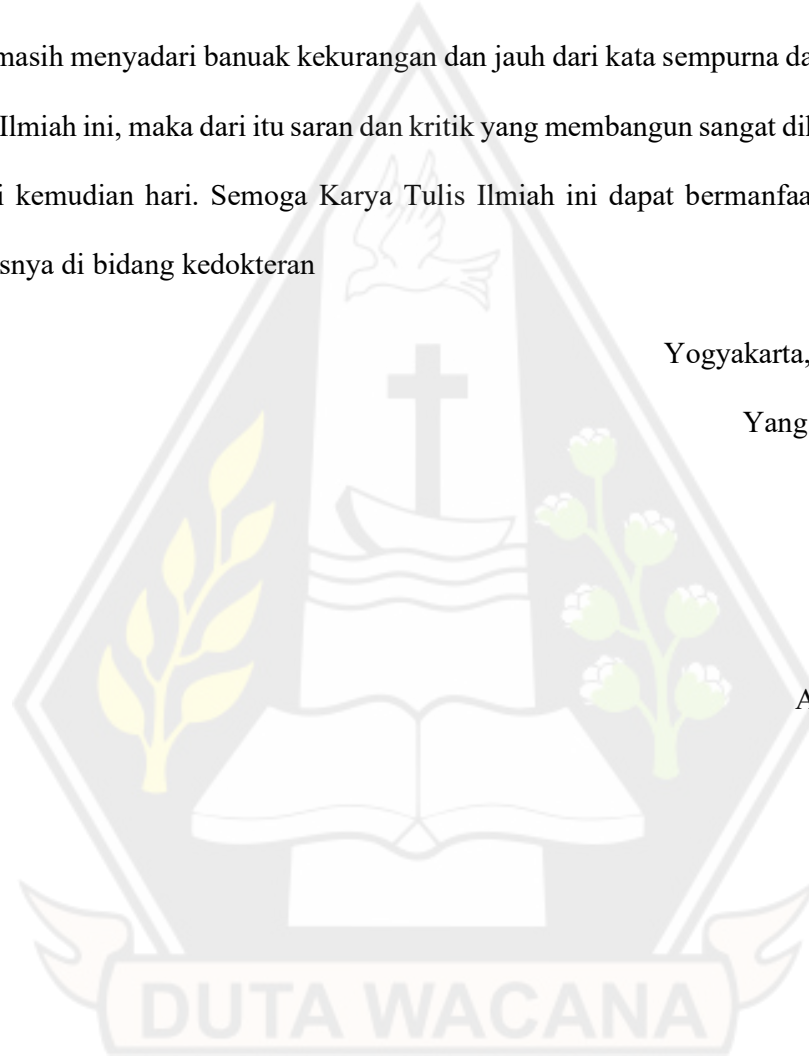 masih menyadari banuak kekurangan dan jauh dari kata sempurna da
Ilmiah ini, maka dari itu saran dan kritik yang membangun sangat di
i kemudian hari. Semoga Karya Tulis Ilmiah ini dapat bermanfaa
snya di bidang kedokteran
Yogyakarta,
Yang
A
DUTA WACANA